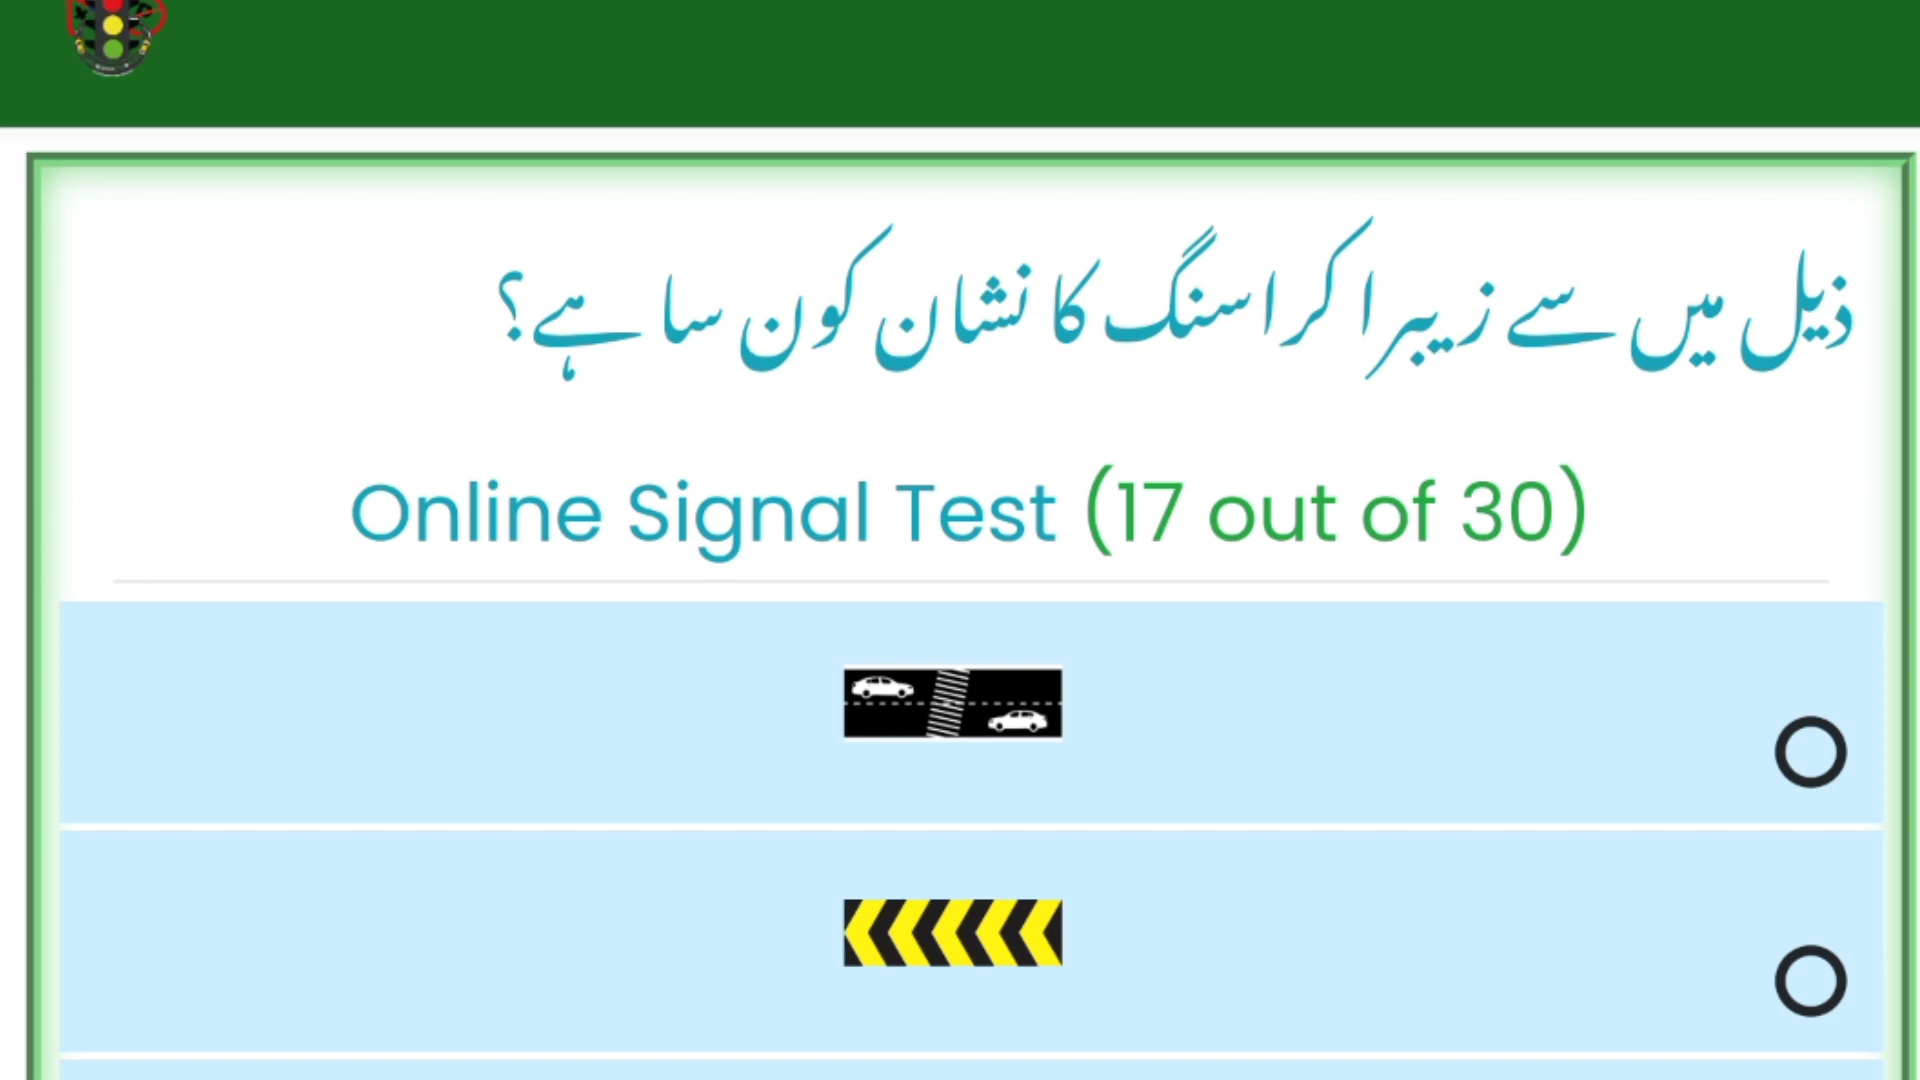 ذیل میں سے زیبرا کراسنگ کا نشان کون سا ہے؟
Online Signal Test (17 out of 30)